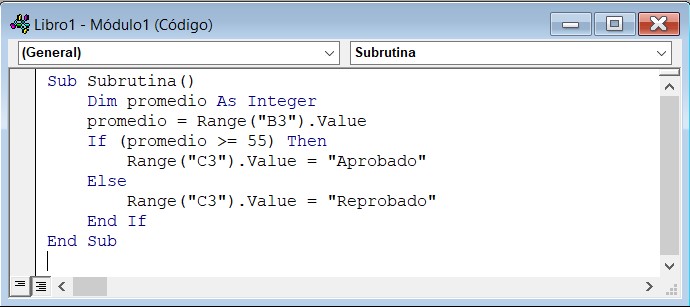 Libro1 - Módulo1 (Código)
(General) Subrutina
Sub Subrutina()
    Dim promedio As Integer
    promedio = Range("B3").Value
    If (promedio >= 55) Then
        Range("C3").Value = "Aprobado"
    Else
        Range("C3").Value = "Reprobado"
    End If
End Sub